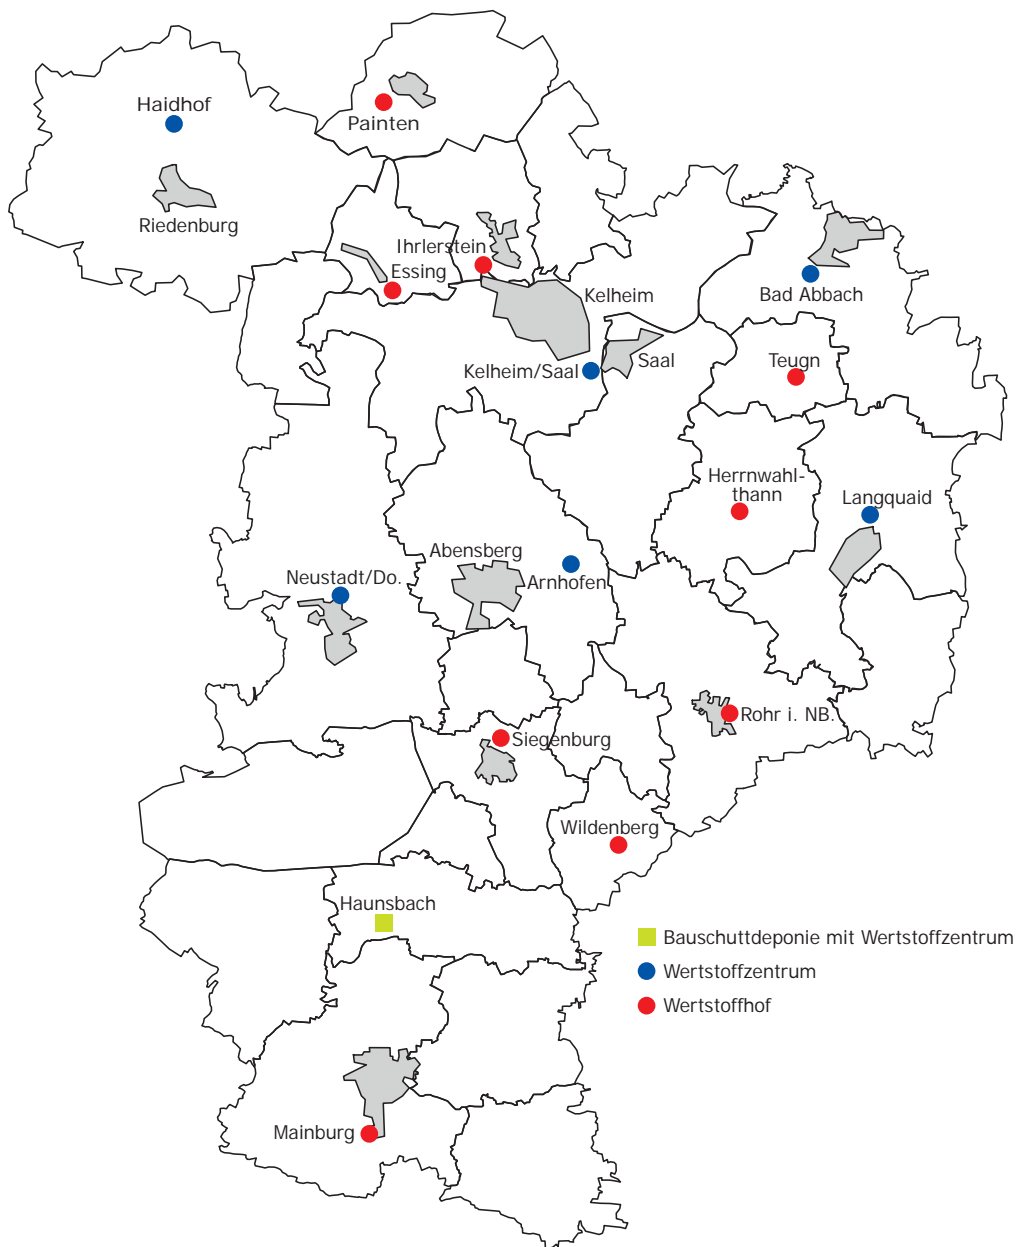 Haidhof
Painten
Riedenburg
Ihrlerstein
Essing
Kelheim
Bad Abbach
Kelheim/Saal
Saal
Teugn
Herrnwahl-
thann
Langquaid
Abensberg
Neustadt/Do.
Arnhofen
Rohr i. NB.
Siegenburg
Wildenberg
Haunsbach
Bauschuttdeponie mit Wertstoffzentrum
Wertstoffzentrum
Wertstoffhof
Mainburg